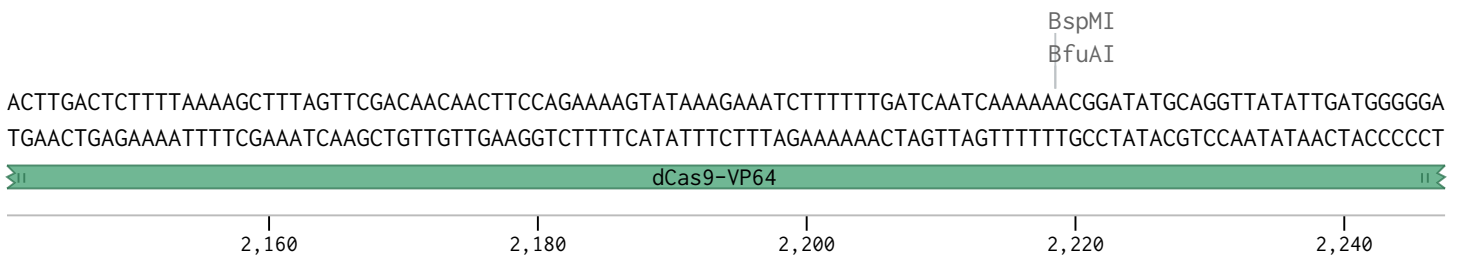 BspMI
BfuAI
ACTTGACTCTTTTAAAAGCTTTAGTTCGACAACAACTTCCAGAAAAGTATAAAGAAATCTTTTTTGATCAATCAAAAAACGGATATGCAGGTTATATTGATGGGGGA
TGAACTGAGAAAATTTTCGAAATCAAGCTGTTGTTGAAGGTCTTTTCATATTTCTTTAGAAAAAACTAGTTAGTTTTTTGCCTATACGTCCAATATAACTACCCCCT
dCas9-VP64
2,160 2,180 2,200 2,220 2,240